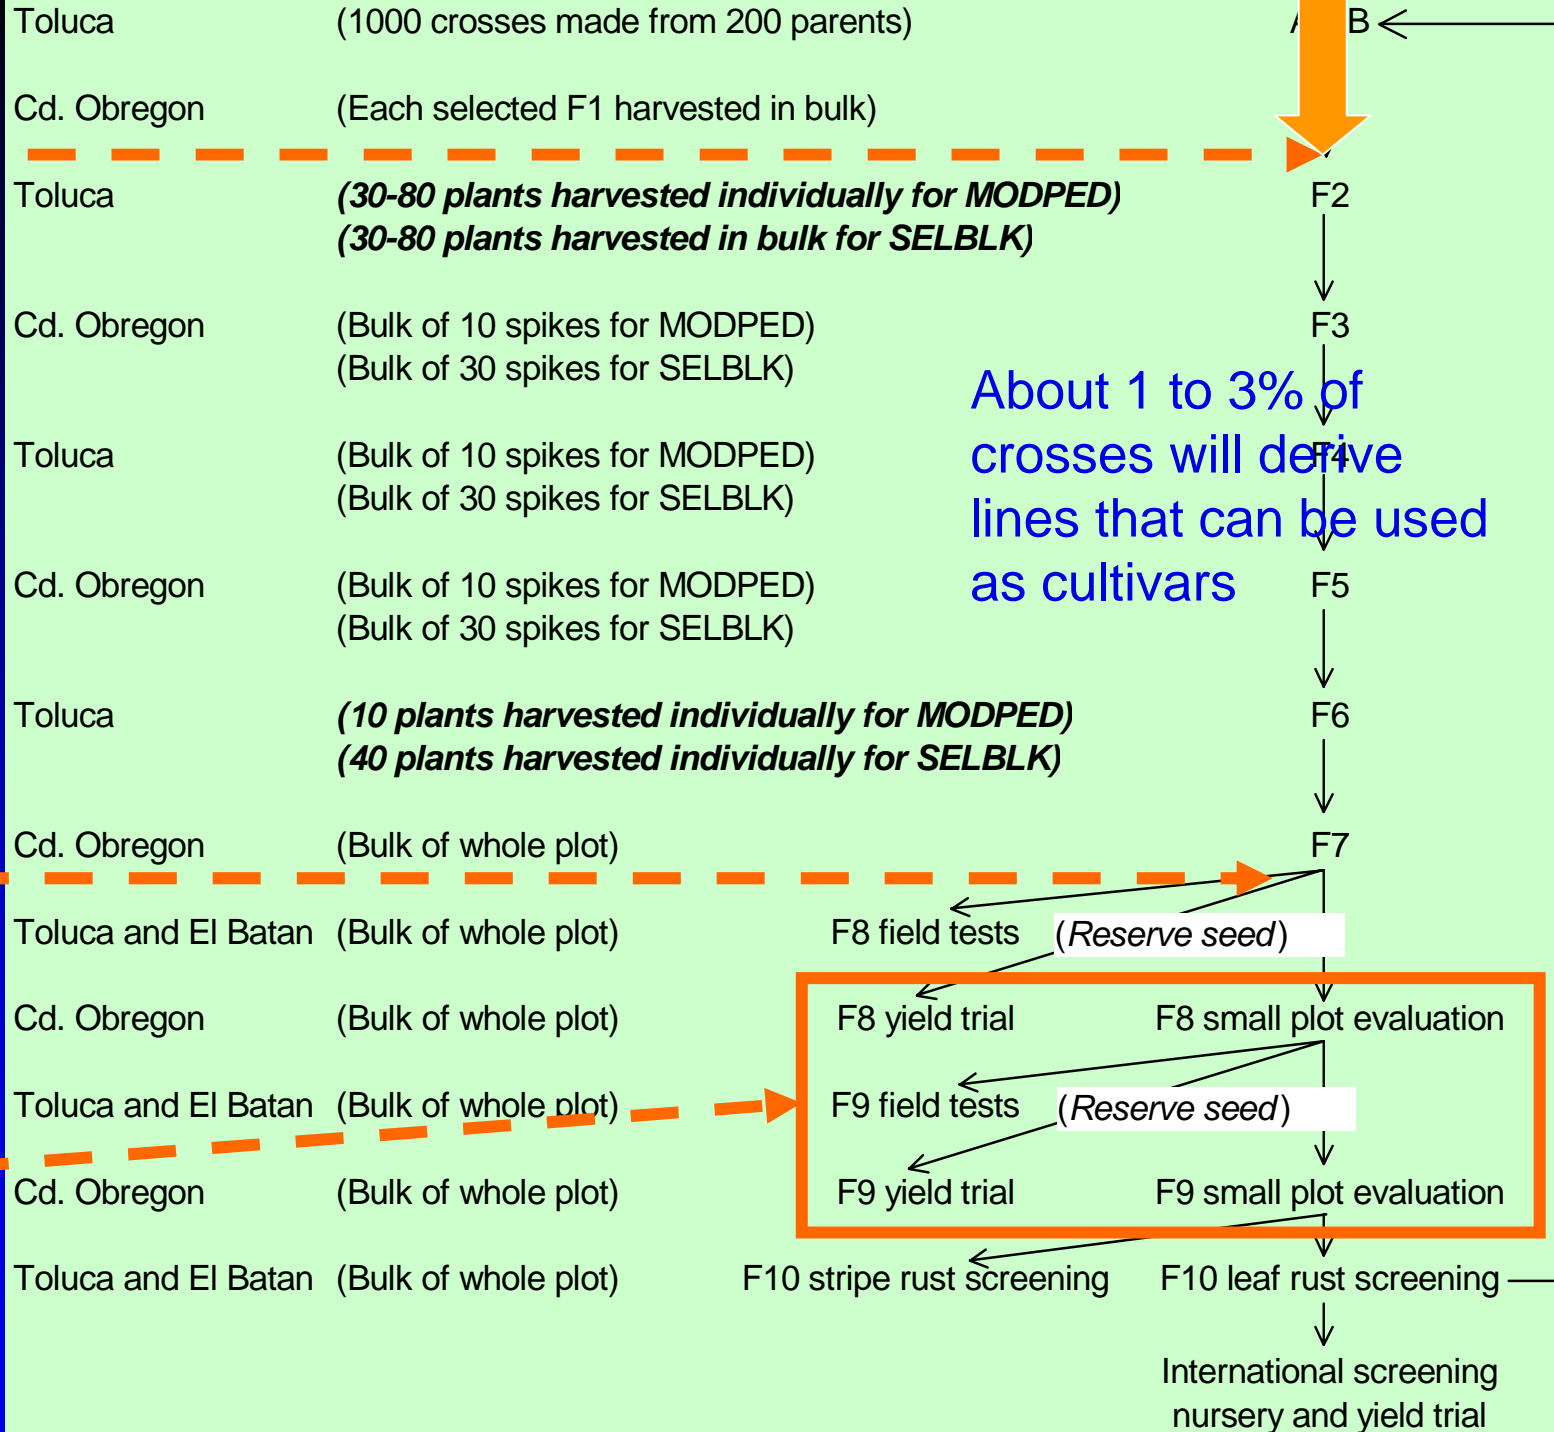 Toluca (1000 crosses made from 200 parents) B
Cd. Obregon (Each selected F1 harvested in bulk)
Toluca (30-80 plants harvested individually for MODPED) F2
(30-80 plants harvested in bulk for SELBLK)
Cd. Obregon (Bulk of 10 spikes for MODPED) F3
(Bulk of 30 spikes for SELBLK)
About 1 to 3% of
Toluca (Bulk of 10 spikes for MODPED) F4
crosses will derive
(Bulk of 30 spikes for SELBLK)
lines that can be used
Cd. Obregon (Bulk of 10 spikes for MODPED) F5
as cultivars
(Bulk of 30 spikes for SELBLK)
Toluca (10 plants harvested individually for MODPED) F6
(40 plants harvested individually for SELBLK)
Cd. Obregon (Bulk of whole plot) F7
Toluca and El Batan (Bulk of whole plot) F8 field tests (Reserve seed)
Cd. Obregon (Bulk of whole plot) F8 yield trial F8 small plot evaluation
Toluca and El Batan (Bulk of whole plot) F9 field tests (Reserve seed)
Cd. Obregon (Bulk of whole plot) F9 yield trial F9 small plot evaluation
Toluca and El Batan (Bulk of whole plot) F10 stripe rust screening F10 leaf rust screening
International screening
nursery and yield trial